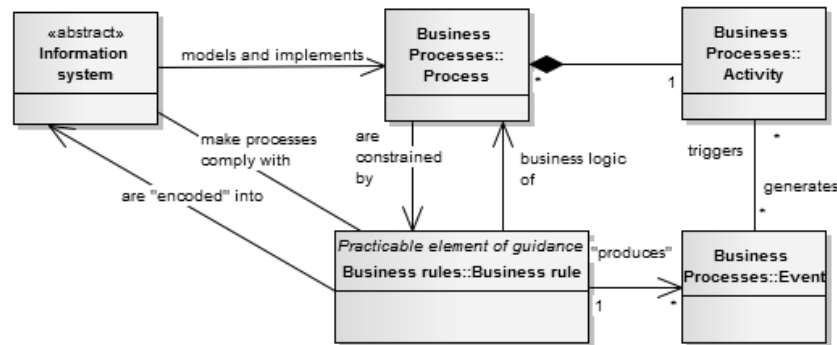 «abstract»
Information
system
models and implements
Business
Processes::
Process
*
1
Business
Processes::
Activity
make processes
comply with
are "encoded" into
are
constrained
by
business logic
of
triggers
*
generates
*
Practicable element of guidance
Business rules::Business rule
"produces"
1
*
Business
Processes::Event